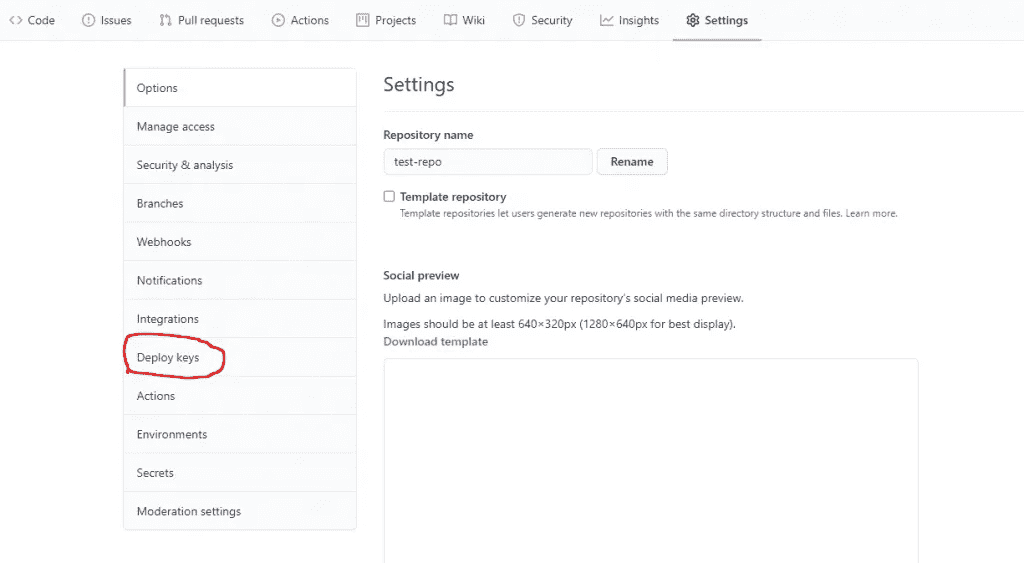 Code Issues Pull requests Actions Projects Wiki Security Insights Settings
Options
Manage access
Security & analysis
Branches
Webhooks
Notifications
Integrations
Deploy keys
Actions
Environments
Secrets
Moderation settings
Settings
Repository name
test-repo Rename
Template repository
Template repositories let users generate new repositories with the same directory structure and files. Learn more.
Social preview
Upload an image to customize your repository's social media preview.
Images should be at least 640×320px (1280×640px for best display).
Download template